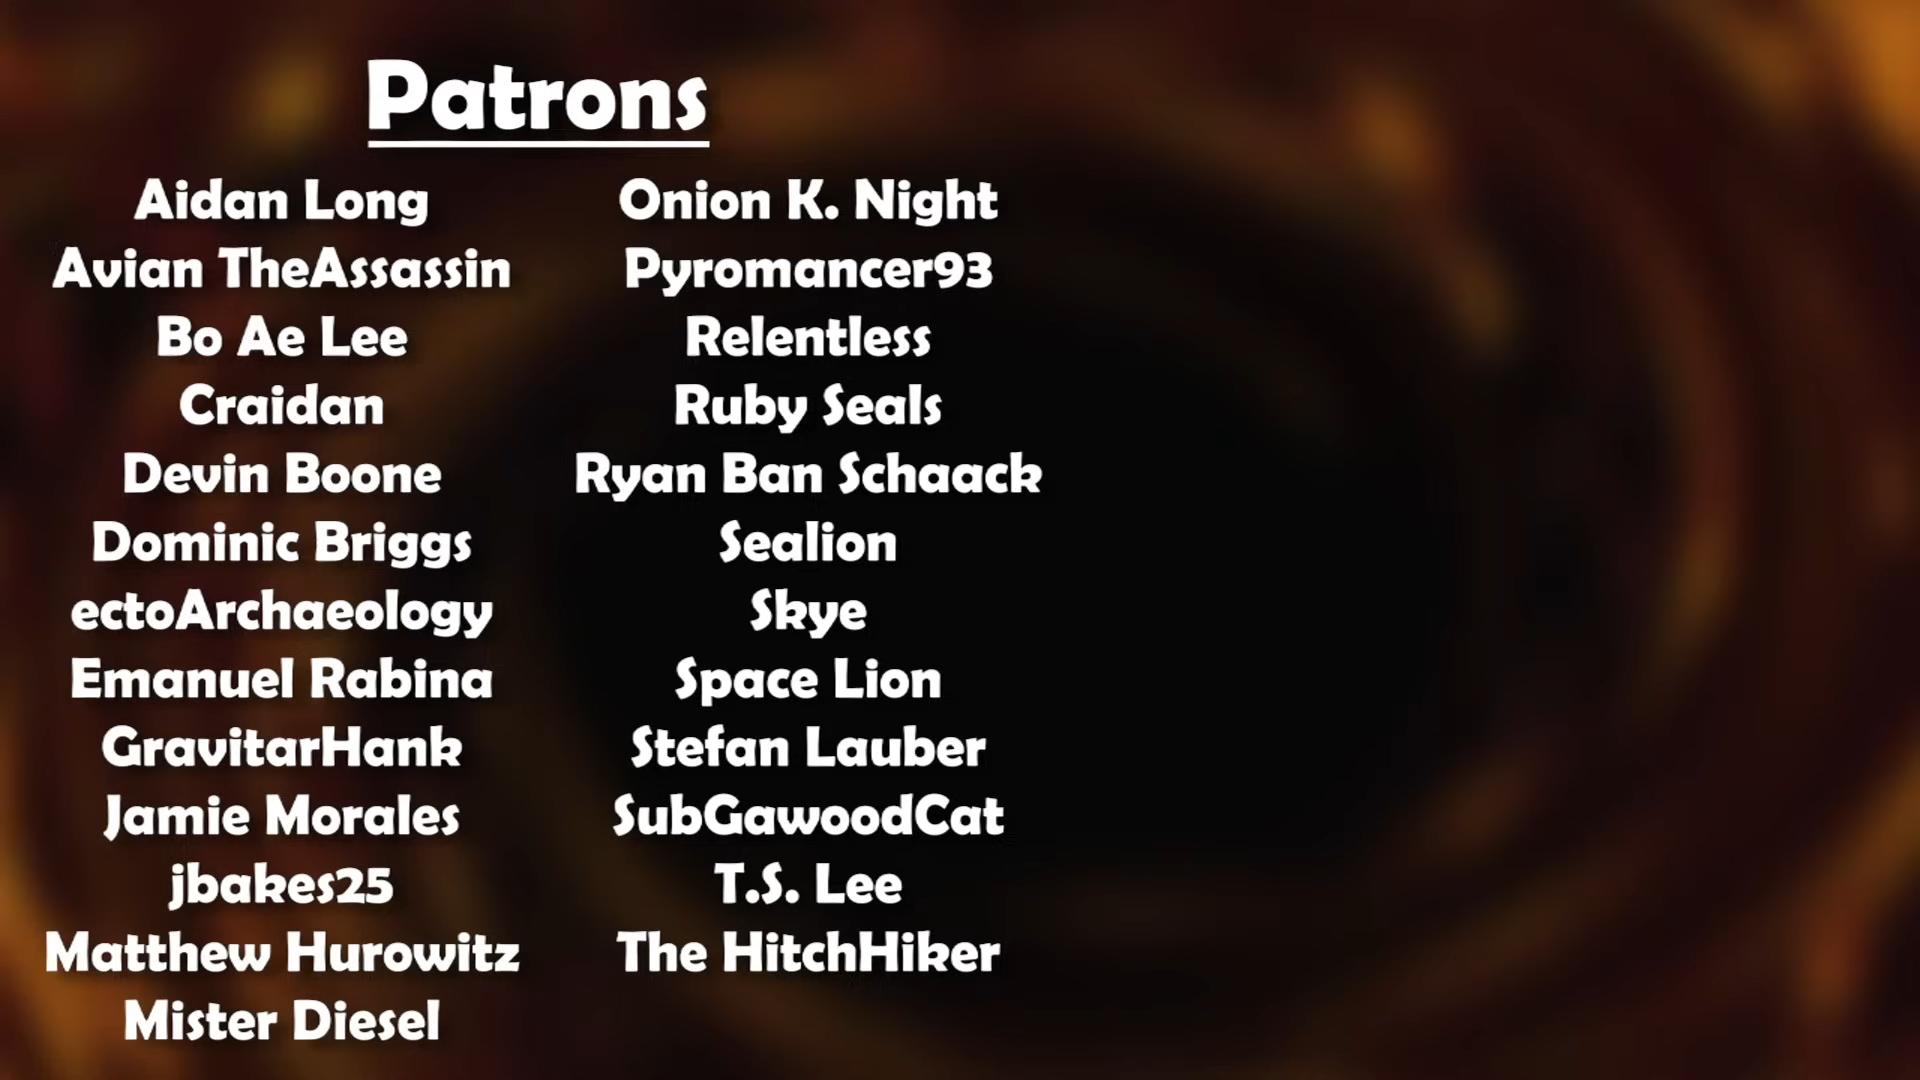 Patrons
Aidan Long
Avian TheAssassin
Bo Ae Lee
Craidan
Devin Boone
Dominic Briggs
ectoArchaeology
Emanuel Rabina
GravitarHank
Jamie Morales
jbakes25
Matthew Hurowitz
Mister Diesel
Onion K. Night
Pyromancer93
Relentless
Ruby Seals
Ryan Ban Schaack
Sealion
Skye
Space Lion
Stefan Lauber
SubGawoodCat
T.S. Lee
The HitchHiker